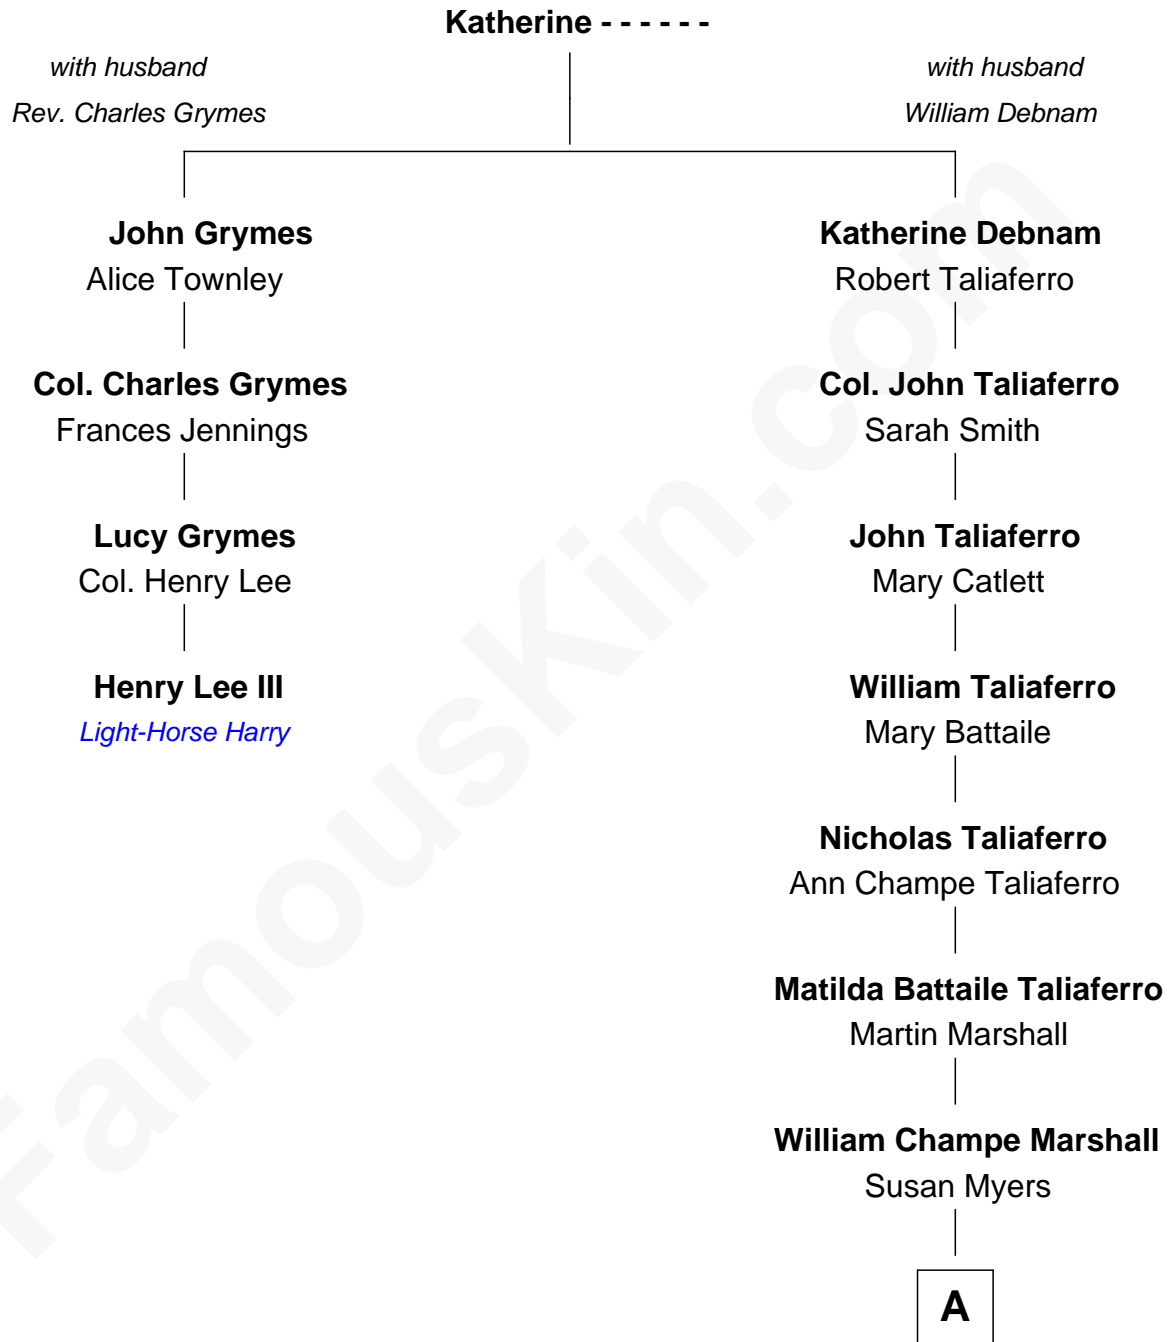 Katherine - - - - - -
with husband
Rev. Charles Grymes
with husband
William Debnam
John Grymes
Alice Townley
Col. Charles Grymes
Frances Jennings
Lucy Grymes
Col. Henry Lee
Henry Lee III
Light-Horse Harry
Katherine Debnam
Robert Taliaferro
Col. John Taliaferro
Sarah Smith
John Taliaferro
Mary Catlett
William Taliaferro
Mary Battaile
Nicholas Taliaferro
Ann Champe Taliaferro
Matilda Battaile Taliaferro
Martin Marshall
William Champe Marshall
Susan Myers
A
FamousKin.com